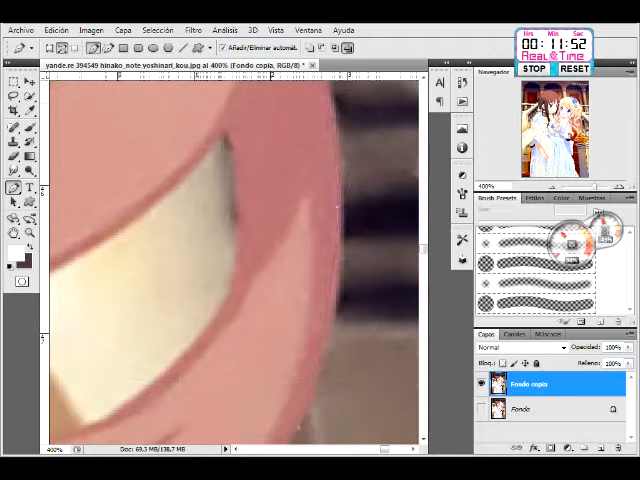 Archivo Edición Imagen Capa Selección Filtro Análisis 3D Vista Ventana Ayuda
Hrs Min Sec
00:11:52
Real Time
STOP RESET
Añadir/Eliminar automát.
yande.re 394549 hinako_note yoshinari_kou.jpg al 400% (Fondo copia, RGB/8) *
Navegador
400%
Brush Presets Estilos Color Muestras
Size:
Capas Canales Máscaras
Normal Opacidad: 100%
Bloq.: Relleno: 100%
Fondo copia
Fondo
400% Doc: 69,3 MB/138,7 MB